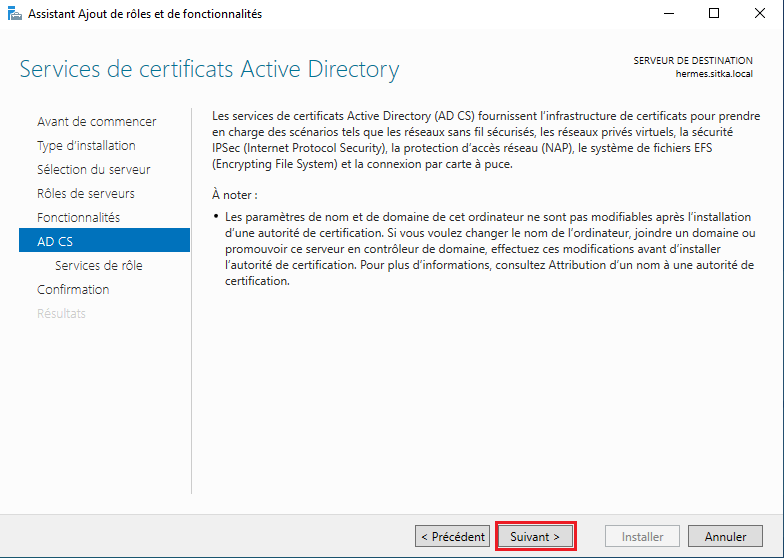 Assistant Ajout de rôles et de fonctionnalités
Services de certificats Active Directory
SERVEUR DE DESTINATION
hermes.sitka.local
Avant de commencer
Type d'installation
Sélection du serveur
Rôles de serveurs
Fonctionnalités
AD CS
Services de rôle
Confirmation
Résultats
Les services de certificats Active Directory (AD CS) fournissent l'infrastructure de certificats pour prendre
en charge des scénarios tels que les réseaux sans fil sécurisés, les réseaux privés virtuels, la sécurité
IPSec (Internet Protocol Security), la protection d'accès réseau (NAP), le système de fichiers EFS
(Encrypting File System) et la connexion par carte à puce.
À noter :
• Les paramètres de nom et de domaine de cet ordinateur ne sont pas modifiables après l'installation
d'une autorité de certification. Si vous voulez changer le nom de l'ordinateur, joindre un domaine ou
promouvoir ce serveur en contrôleur de domaine, effectuez ces modifications avant d'installer
l'autorité de certification. Pour plus d'informations, consultez Attribution d'un nom à une autorité de
certification.
< Précédent
Suivant >
Installer
Annuler